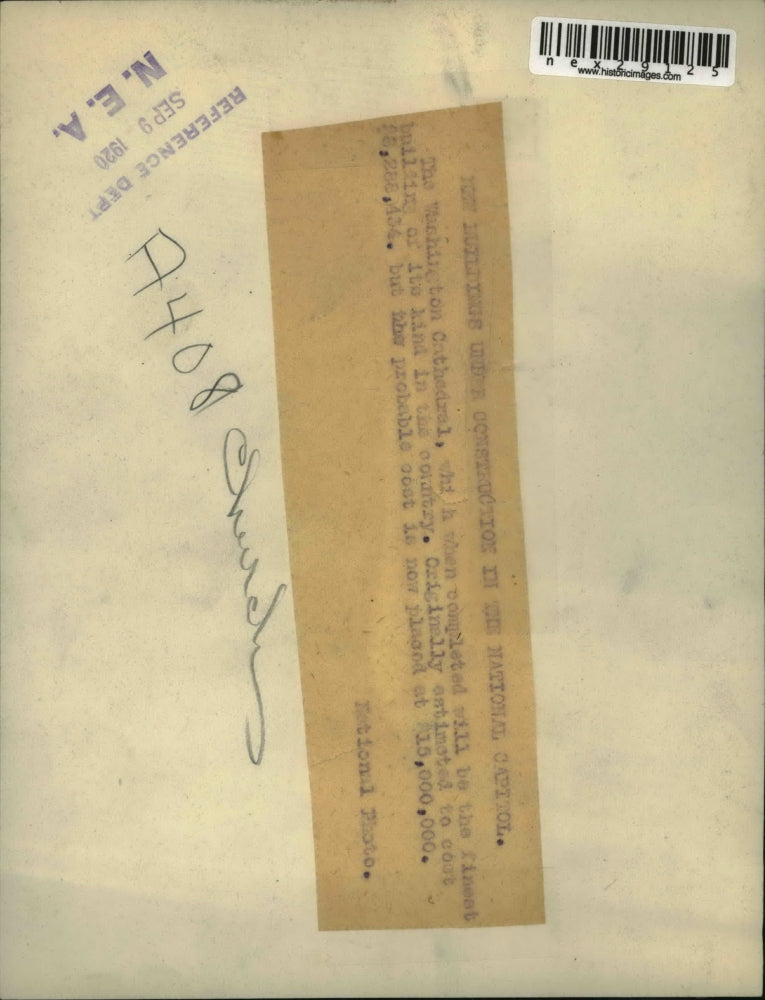 nex29125
www.historicimages.com
N. E. A.
SEP 9 1920
REFERENCE DEPT
A408 Church
NEW BUILDINGS UNDER CONSTRUCTION IN THE NATIONAL CAPITOL.
The Washington Cathedral, whi h when completed will be the finest
building of its kind in the country. Originally estimated to cost
but the probable cost is now placed at $15,000,000.
National Photo.